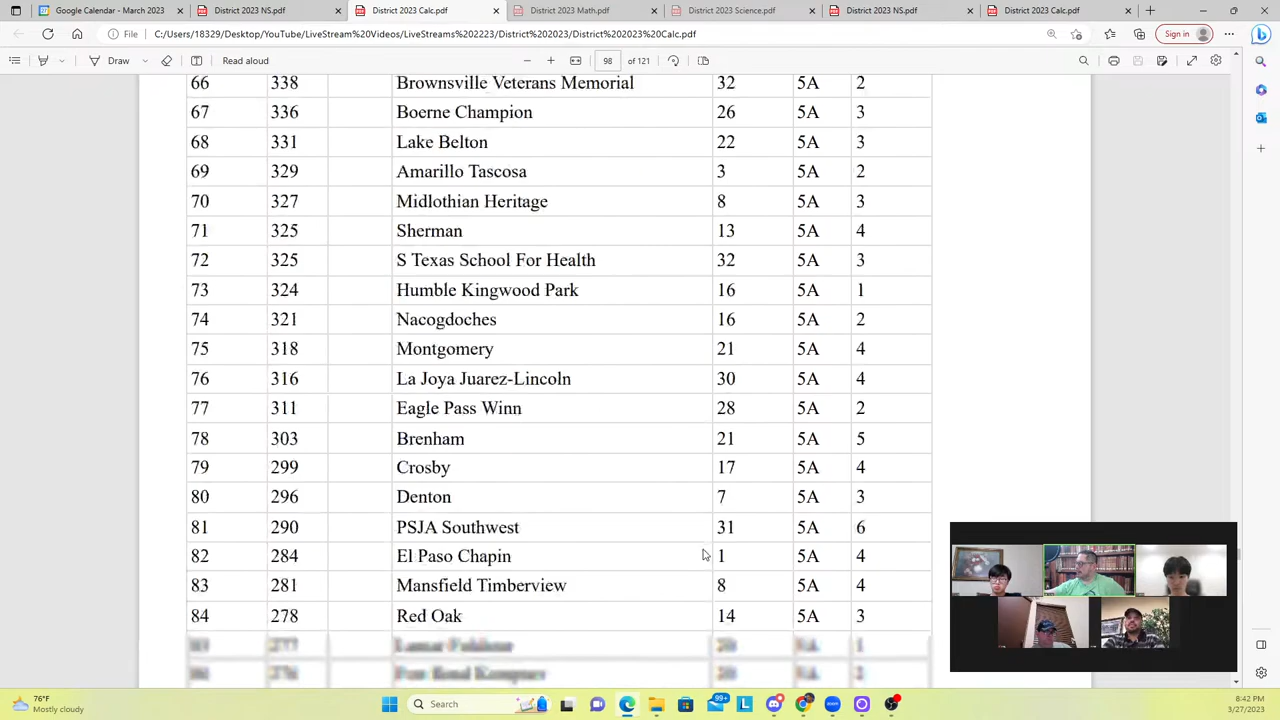 Google Calendar - March 2023
District 2023 NS.pdf
District 2023 Calc.pdf
District 2023 Math.pdf
District 2023 Science.pdf
District 2023 NS.pdf
District 2023 Calc.pdf
File C:/Users/18329/Desktop/YouTube/LiveStream%20Videos/LiveStreams%202223/District%202023/District%202023%20Calc.pdf Sign in
Draw Read aloud 98 of 121
66 338 Brownsville Veterans Memorial 32 5A 2
67 336 Boerne Champion 26 5A 3
68 331 Lake Belton 22 5A 3
69 329 Amarillo Tascosa 3 5A 2
70 327 Midlothian Heritage 8 5A 3
71 325 Sherman 13 5A 4
72 325 S Texas School For Health 32 5A 3
73 324 Humble Kingwood Park 16 5A 1
74 321 Nacogdoches 16 5A 2
75 318 Montgomery 21 5A 4
76 316 La Joya Juarez-Lincoln 30 5A 4
77 311 Eagle Pass Winn 28 5A 2
78 303 Brenham 21 5A 5
79 299 Crosby 17 5A 4
80 296 Denton 7 5A 3
81 290 PSJA Southwest 31 5A 6
82 284 El Paso Chapin 1 5A 4
83 281 Mansfield Timberview 8 5A 4
84 278 Red Oak 14 5A 3
76°F
Mostly cloudy
Search
99+
8:42 PM
3/27/2023